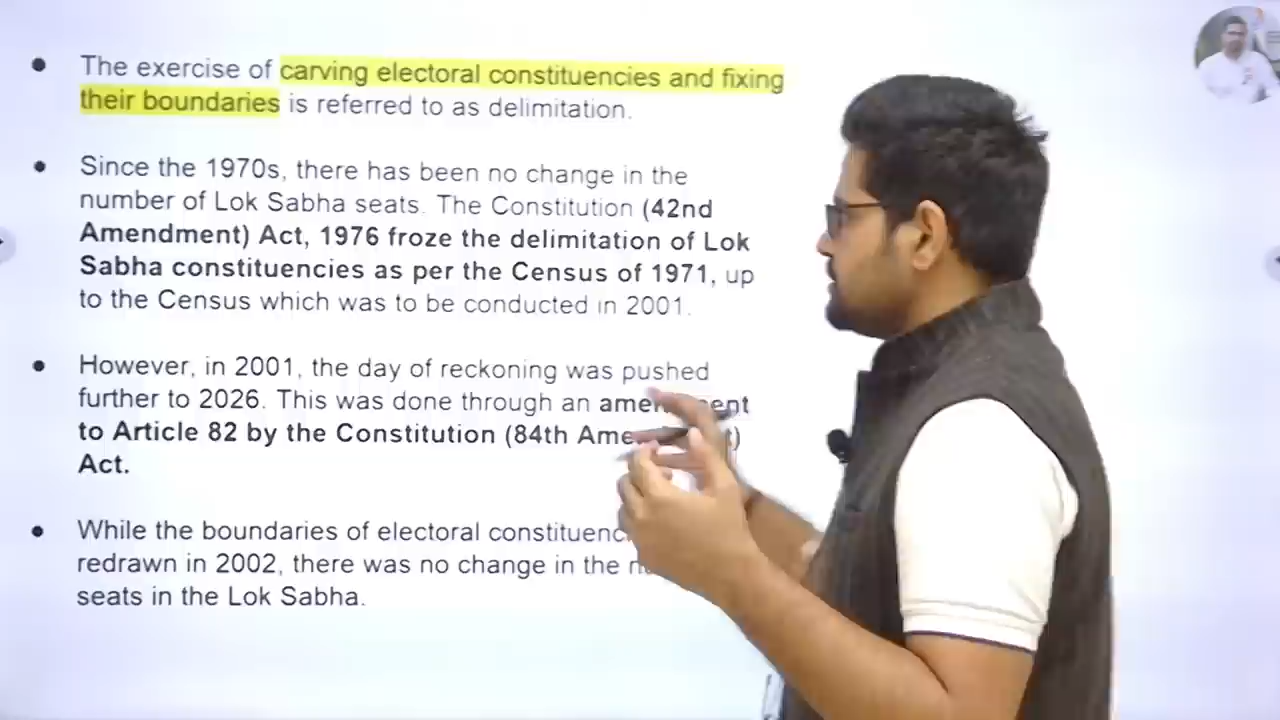 The exercise of carving electoral constituencies and fixing
their boundaries is referred to as delimitation.
Since the 1970s, there has been no change in the
number of Lok Sabha seats. The Constitution (42nd
Amendment) Act, 1976 froze the delimitation of Lok
Sabha constituencies as per the Census of 1971, up
to the Census which was to be conducted in 2001.
However, in 2001, the day of reckoning was pushed
further to 2026. This was done through an
to Article 82 by the Constitution (84th
Act.
While the boundaries of electoral
redrawn in 2002, there was no change in the
seats in the Lok Sabha.